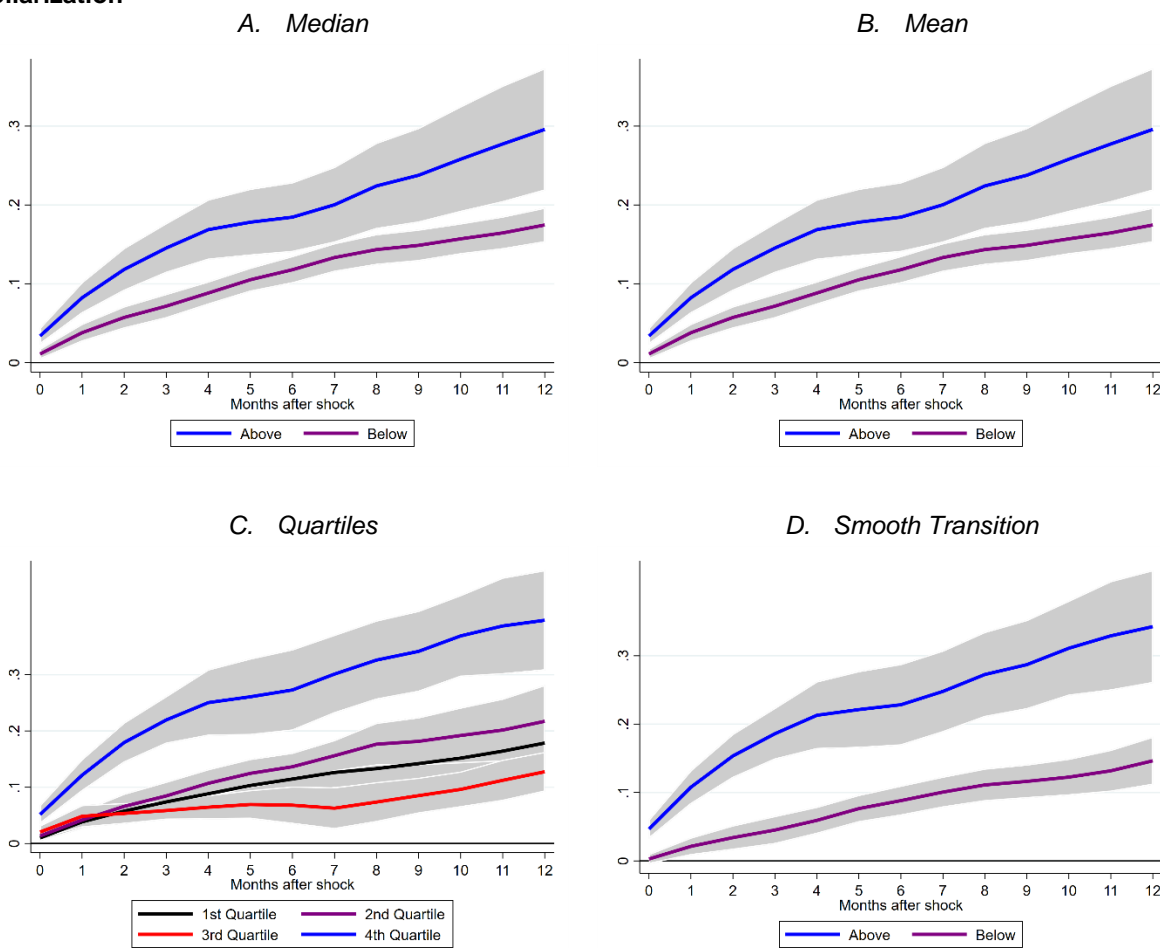 A. Median
B. Mean
.3
.2
.1
0
0 1 2 3 4 5 6 7 8 9 10 11 12
Months after shock
Above Below
.3
.2
.1
0
0 1 2 3 4 5 6 7 8 9 10 11 12
Months after shock
Above Below
C. Quartiles
D. Smooth Transition
.3
.2
.1
0
0 1 2 3 4 5 6 7 8 9 10 11 12
Months after shock
1st Quartile 2nd Quartile
3rd Quartile 4th Quartile
.3
.2
.1
0
0 1 2 3 4 5 6 7 8 9 10 11 12
Months after shock
Above Below